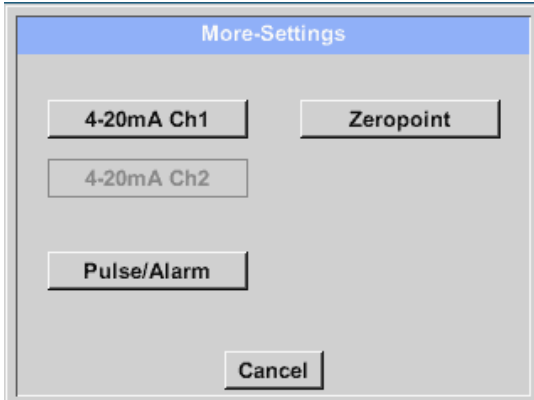 More-Settings
4-20mA Ch1
Zeropoint
4-20mA Ch2
Pulse/Alarm
Cancel